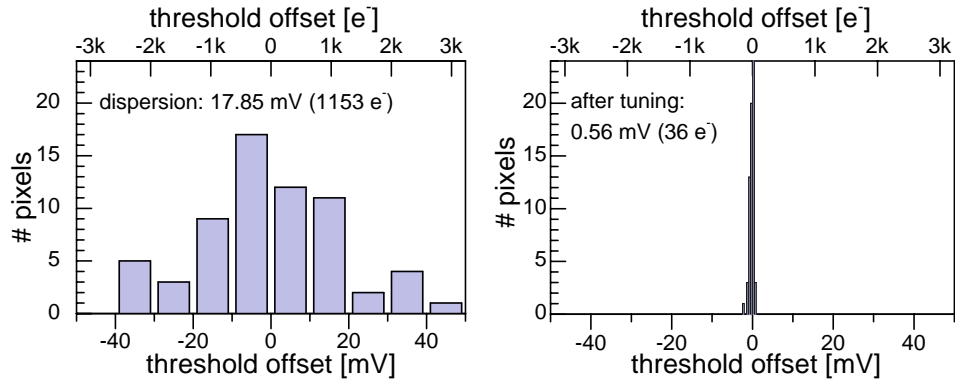 threshold offset [e⁻]
-3k -2k -1k 0 1k 2k 3k
dispersion: 17.85 mV (1153 e⁻)
# pixels
20
15
10
5
0
-40 -20 0 20 40
threshold offset [mV]
threshold offset [e⁻]
-3k -2k -1k 0 1k 2k 3k
after tuning:
0.56 mV (36 e⁻)
# pixels
20
15
10
5
0
-40 -20 0 20 40
threshold offset [mV]